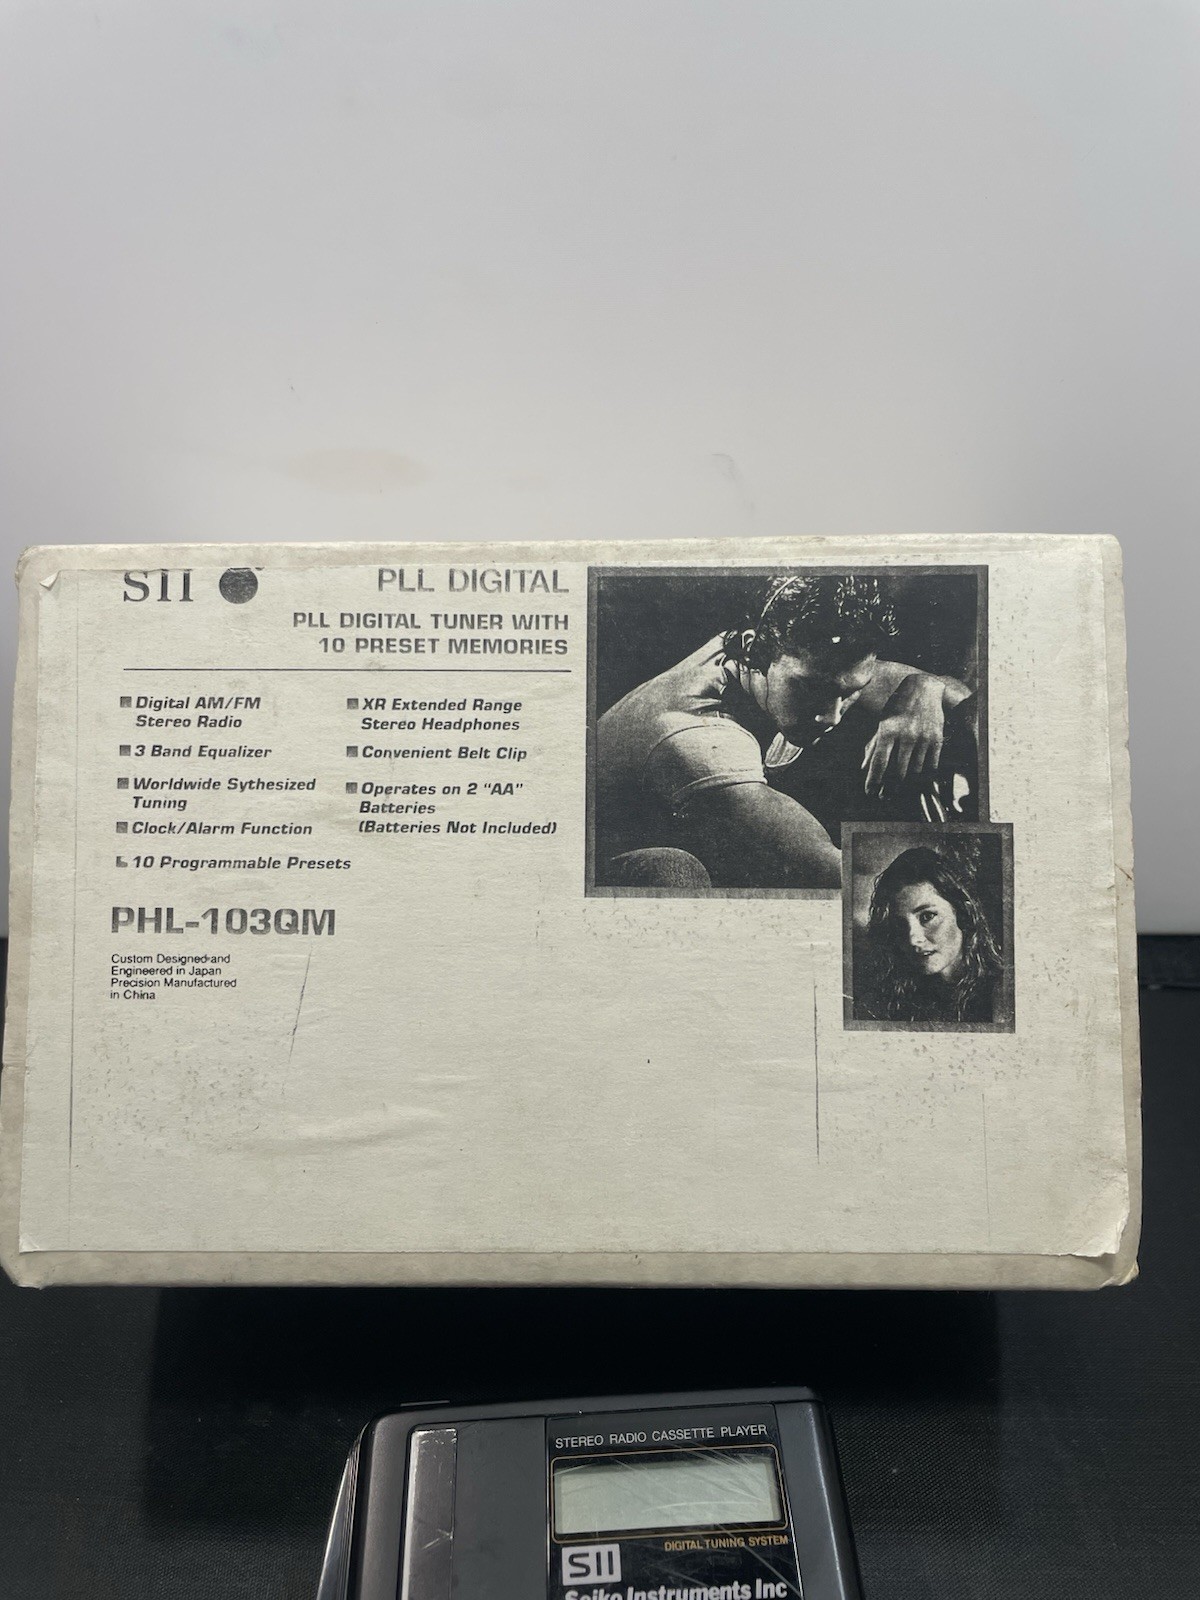 SII
PLL DIGITAL
PLL DIGITAL TUNER WITH
10 PRESET MEMORIES
Digital AM/FM
Stereo Radio
3 Band Equalizer
Worldwide Sythesized
Tuning
Clock/Alarm Function
10 Programmable Presets
XR Extended Range
Stereo Headphones
Convenient Belt Clip
Operates on 2 "AA"
Batteries
(Batteries Not Included)
PHL-103QM
Custom Designed and
Engineered in Japan
Precision Manufactured
in China
STEREO RADIO CASSETTE PLAYER
DIGITAL TUNING SYSTEM
SII
Seiko Instruments Inc